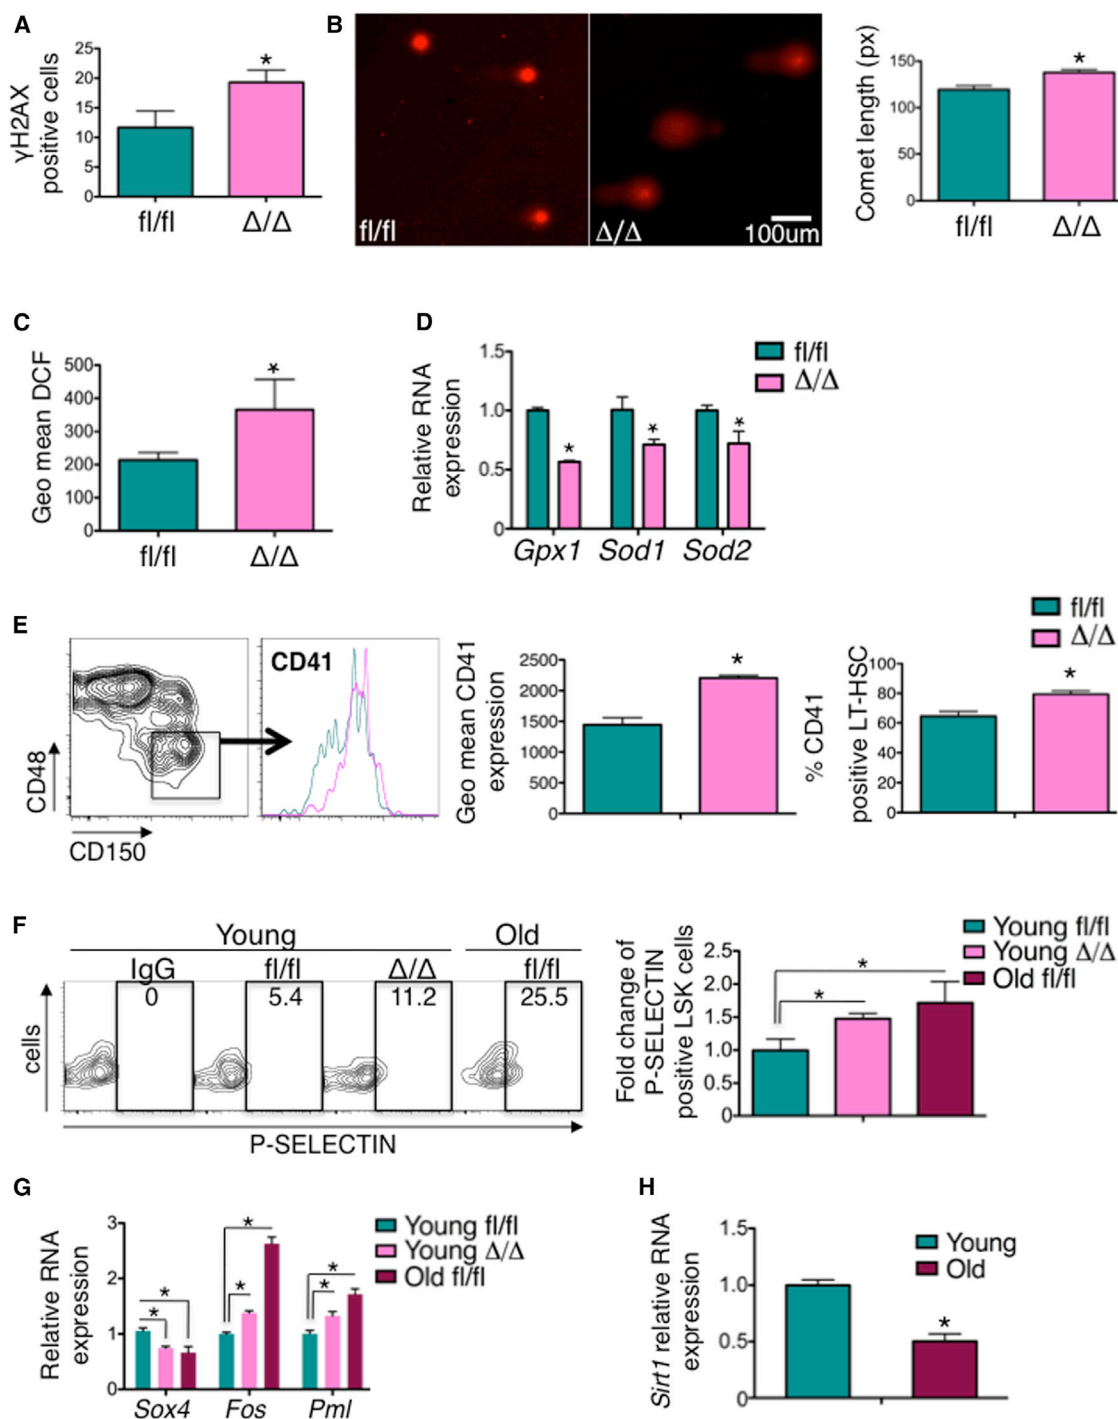 A
γH2AX
positive cells
25
20
15
10
5
0
*
fl/fl
Δ/Δ
B
fl/fl
Δ/Δ
100um
Comet length (px)
150
100
50
0
*
fl/fl
Δ/Δ
C
Geo mean DCF
500
400
300
200
100
0
*
fl/fl
Δ/Δ
D
Relative RNA
expression
1.5
1.0
0.5
0
*
*
*
Gpx1
Sod1
Sod2
fl/fl
Δ/Δ
E
CD48
CD150
CD41
Geo mean CD41
expression
2500
2000
1500
1000
500
0
*
% CD41
positive LT-HSC
100
80
60
40
20
0
*
fl/fl
Δ/Δ
F
Young
Old
IgG
fl/fl
Δ/Δ
fl/fl
0
5.4
11.2
25.5
cells
P-SELECTIN
Fold change of
P-SELECTIN
positive LSK cells
2.5
2.0
1.5
1.0
0.5
0
*
*
Young fl/fl
Young Δ/Δ
Old fl/fl
G
Relative RNA
expression
3
2
1
0
*
*
*
*
*
*
Sox4
Fos
Pml
Young fl/fl
Young Δ/Δ
Old fl/fl
H
Sirt1 relative RNA
expression
1.5
1.0
0.5
0
*
Young
Old